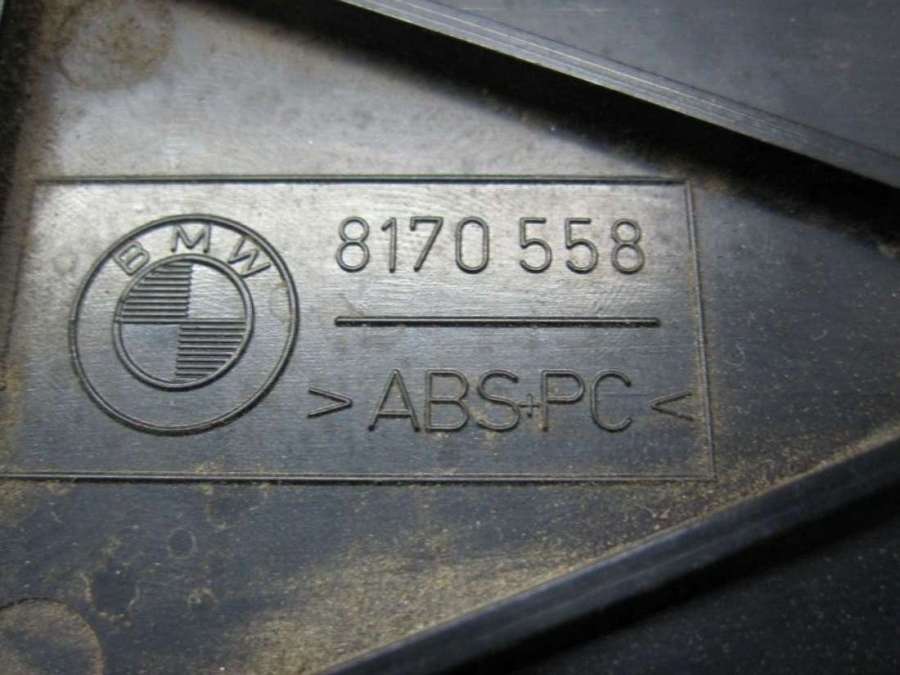 BMW
8170 558
>ABS+PC<